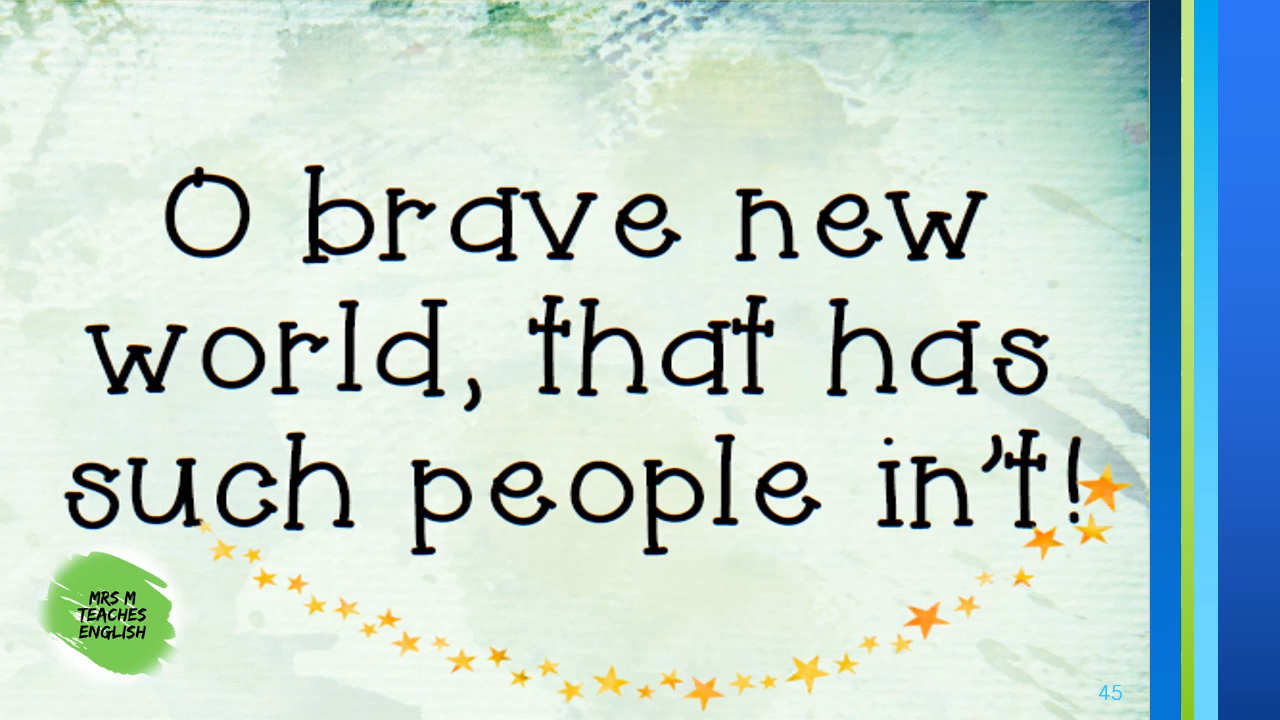 O brave new
world, that has
such people in't!
MRS M
TEACHES
ENGLISH
45